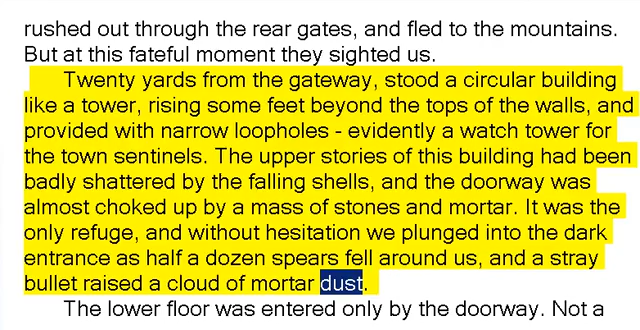 rushed out through the rear gates, and fled to the mountains.
But at this fateful moment they sighted us.
Twenty yards from the gateway, stood a circular building
like a tower, rising some feet beyond the tops of the walls, and
provided with narrow loopholes - evidently a watch tower for
the town sentinels. The upper stories of this building had been
badly shattered by the falling shells, and the doorway was
almost choked up by a mass of stones and mortar. It was the
only refuge, and without hesitation we plunged into the dark
entrance as half a dozen spears fell around us, and a stray
bullet raised a cloud of mortar dust.
The lower floor was entered only by the doorway. Not a